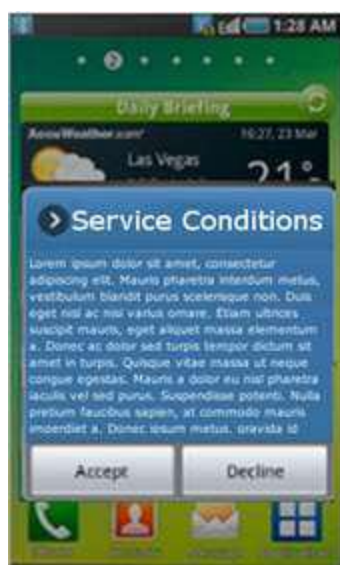 1:28 AM
Daily Briefing
AccuWeather.com 16:27, 23 Mar
Las Vegas
21°
Service Conditions
Lorem ipsum dolor sit amet, consectetur
adipiscing elit. Mauris pharetra interdum metus,
vestibulum blandit purus scelerisque non. Duis
eget nisl ac nisi varius ornare. Etiam ultrices
suscipit mauris, eget aliquet massa elementum
a. Donec ac dolor sed turpis tempor dictum sit
amet in turpis. Quisque vitae massa ut neque
congue egestas. Mauris a dolor eu nisl pharetra
iaculis vel sed purus. Suspendisse potenti. Nulla
pretium faucibus sapien, at commodo mauris
imperdiet a. Donec ipsum metus, gravida id
Accept Decline